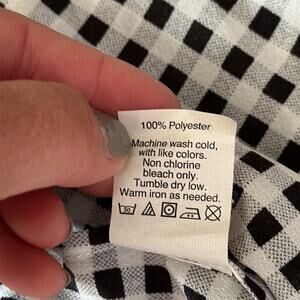 100% Polyester
Machine wash cold,
with like colors.
Non chlorine
bleach only.
Tumble dry low.
Warm iron as needed.